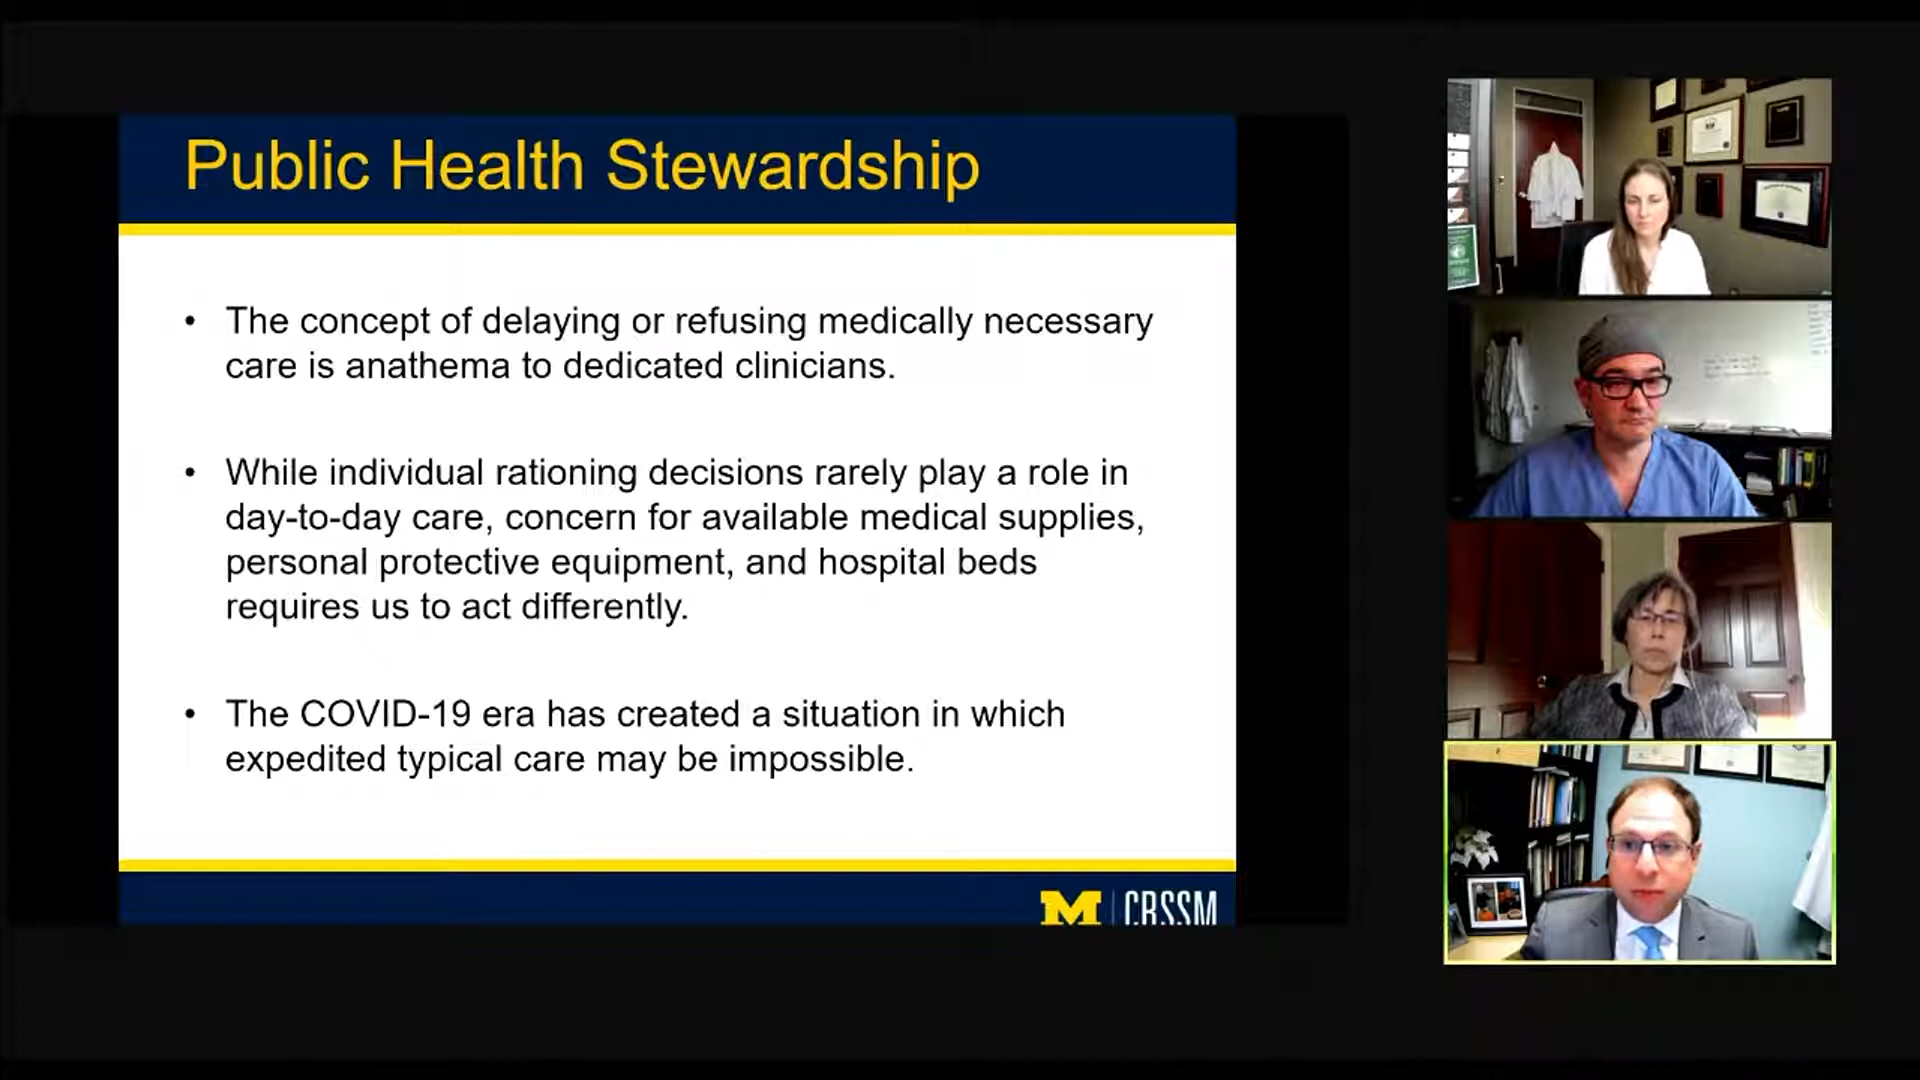 Public Health Stewardship
• The concept of delaying or refusing medically necessary
care is anathema to dedicated clinicians.
• While individual rationing decisions rarely play a role in
day-to-day care, concern for available medical supplies,
personal protective equipment, and hospital beds
requires us to act differently.
• The COVID-19 era has created a situation in which
expedited typical care may be impossible.
M | CBSSM